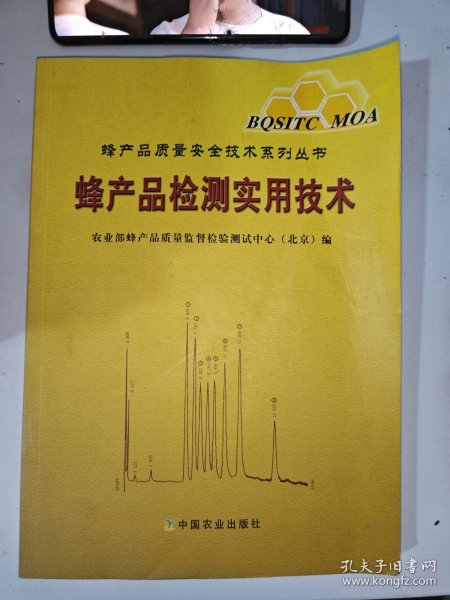 BQSITC MOA
蜂产品质量安全技术系列丛书
蜂产品检测实用技术
农业部蜂产品质量监督检验测试中心（北京）编
中国农业出版社
孔夫子旧书网
www.kongfz.com